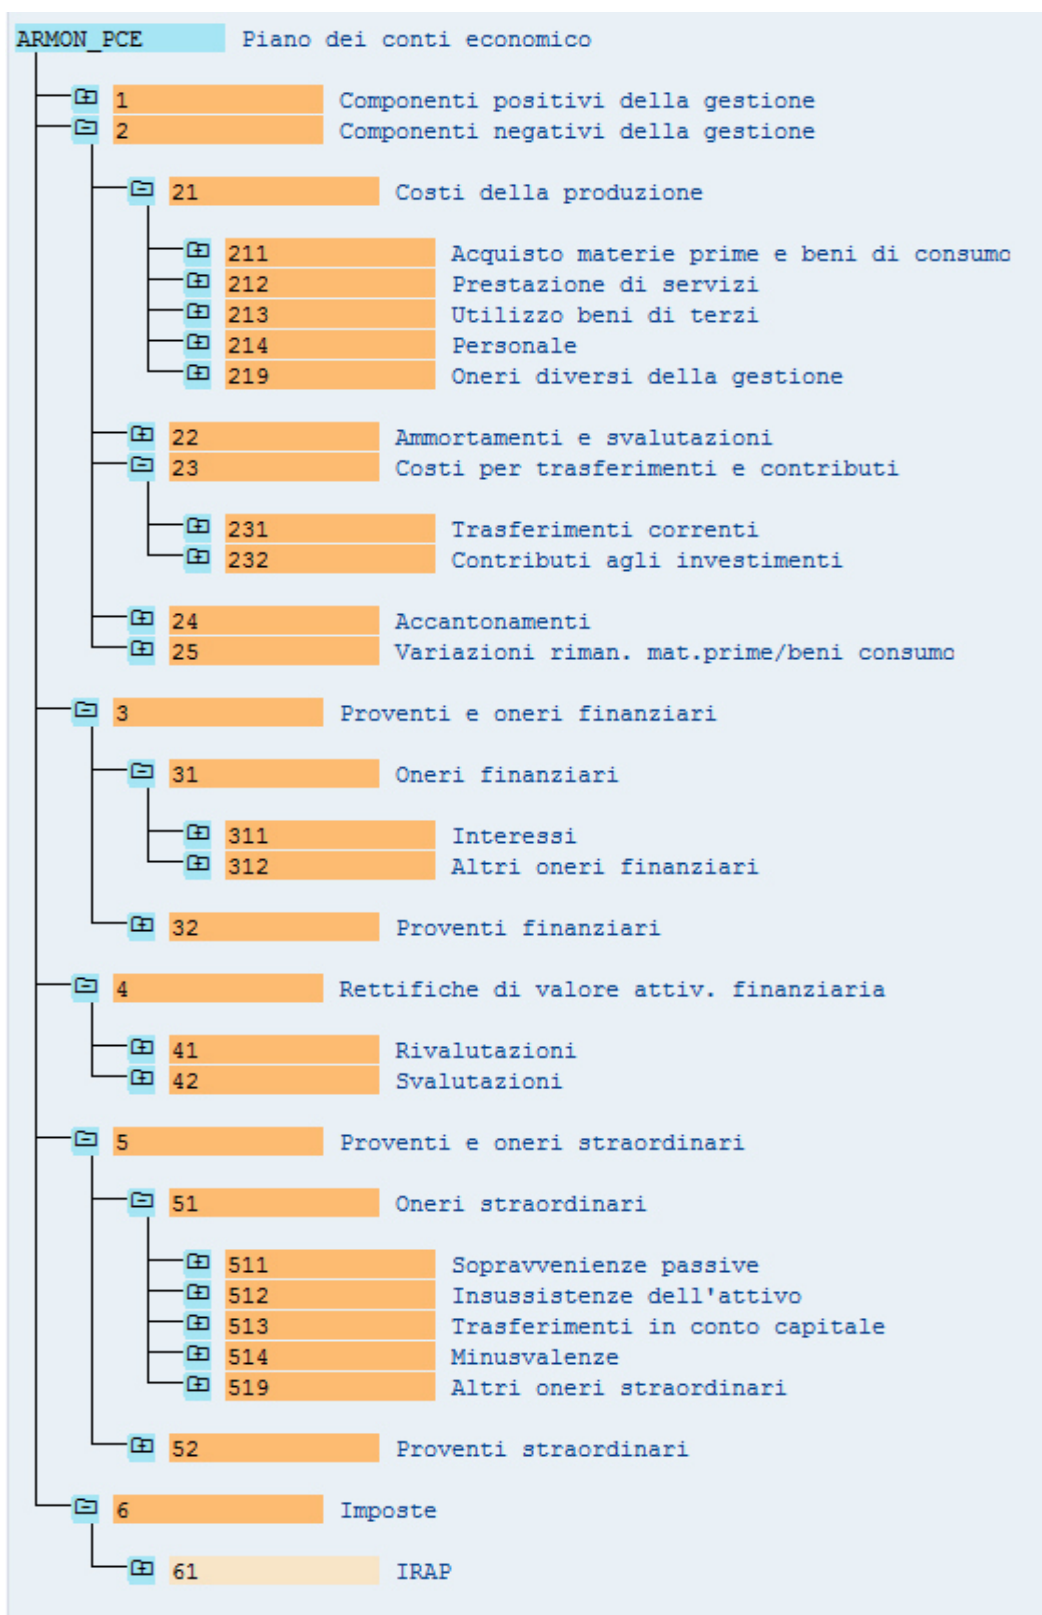 ARMON_PCE Piano dei conti economico
1 Componenti positivi della gestione
2 Componenti negativi della gestione
21 Costi della produzione
211 Acquisto materie prime e beni di consumo
212 Prestazione di servizi
213 Utilizzo beni di terzi
214 Personale
219 Oneri diversi della gestione
22 Ammortamenti e svalutazioni
23 Costi per trasferimenti e contributi
231 Trasferimenti correnti
232 Contributi agli investimenti
24 Accantonamenti
25 Variazioni riman. mat.prime/beni consumo
3 Proventi e oneri finanziari
31 Oneri finanziari
311 Interessi
312 Altri oneri finanziari
32 Proventi finanziari
4 Rettifiche di valore attiv. finanziaria
41 Rivalutazioni
42 Svalutazioni
5 Proventi e oneri straordinari
51 Oneri straordinari
511 Sopravvenienze passive
512 Insussistenze dell'attivo
513 Trasferimenti in conto capitale
514 Minusvalenze
519 Altri oneri straordinari
52 Proventi straordinari
6 Imposte
61 IRAP